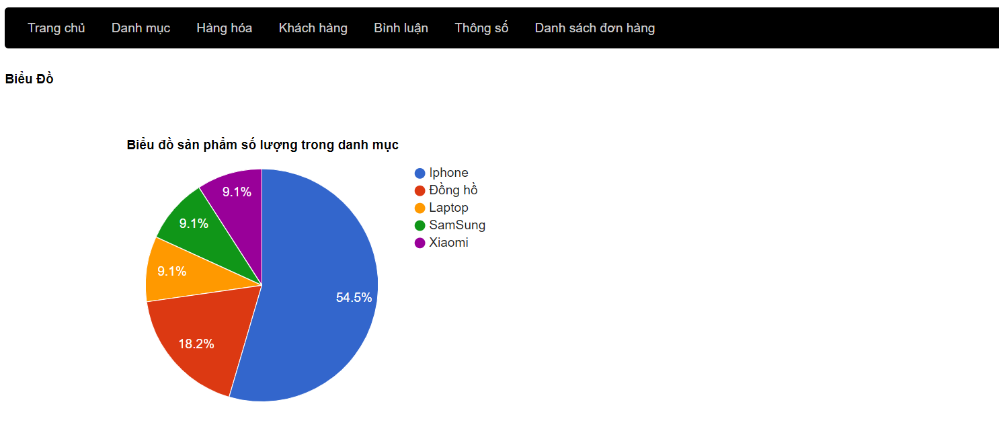 Trang chủ Danh mục Hàng hóa Khách hàng Bình luận Thông số Danh sách đơn hàng
Biểu Đồ
Biểu đồ sản phẩm số lượng trong danh mục
Iphone
Đồng hồ
Laptop
SamSung
Xiaomi
9.1%
9.1%
9.1%
54.5%
18.2%